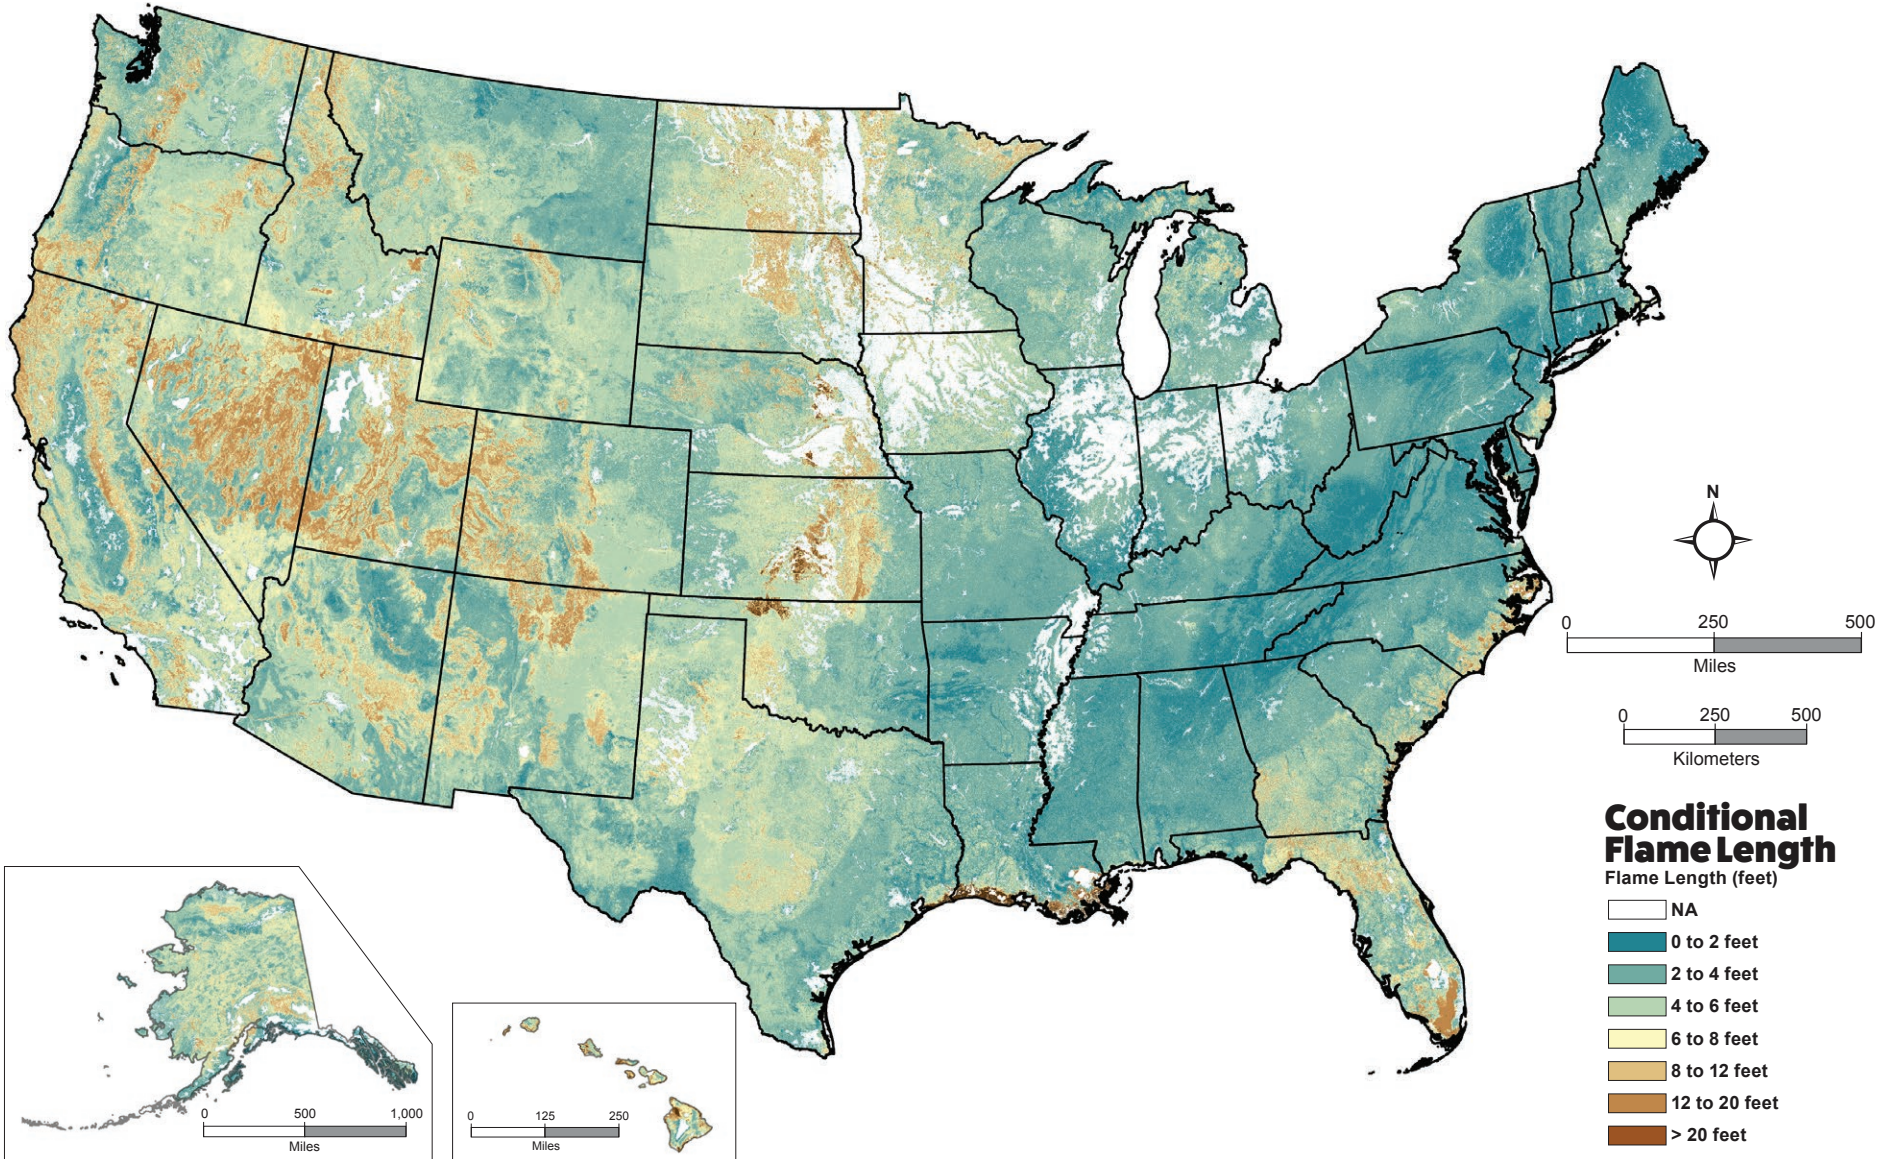 N
0 250 500
Miles
0 250 500
Kilometers
Conditional
Flame Length
Flame Length (feet)
NA
0 to 2 feet
2 to 4 feet
4 to 6 feet
6 to 8 feet
8 to 12 feet
12 to 20 feet
> 20 feet
0 500 1,000
Miles
0 125 250
Miles